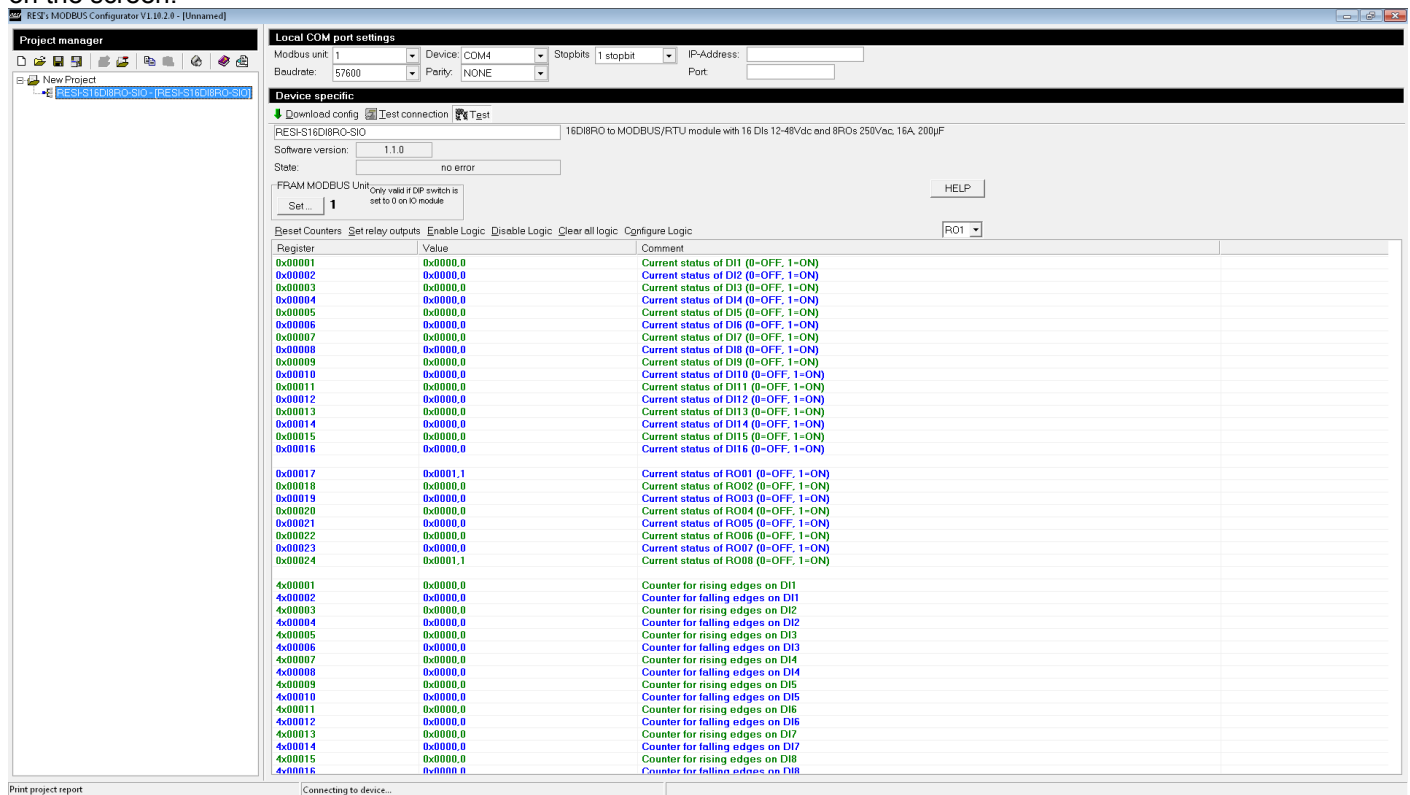 on the screen.
RESI's MODBUS Configurator V1.10.2.0 - [Unnamed]
Project manager
New Project
RESI-S16DI8RO-SIO - [RESI-S16DI8RO-SIO]
Local COM port settings
Modbus unit: 1 Device: COM4 Stopbits 1 stopbit IP-Address:
Baudrate: 57600 Parity: NONE Port:
Device specific
Download config Test connection Test
RESI-S16DI8RO-SIO 16DI8RO to MODBUS/RTU module with 16 DIs 12-48Vdc and 8ROs 250Vac, 16A, 200µF
Software version: 1.1.0
State: no error
FRAM MODBUS Unit
Only valid if DIP switch is
set to 0 on IO module
Set... 1
HELP
Reset Counters Set relay outputs Enable Logic Disable Logic Clear all logic Configure Logic RO1
Register Value Comment
0x00001 0x0000,0 Current status of DI1 (0=OFF, 1=ON)
0x00002 0x0000,0 Current status of DI2 (0=OFF, 1=ON)
0x00003 0x0000,0 Current status of DI3 (0=OFF, 1=ON)
0x00004 0x0000,0 Current status of DI4 (0=OFF, 1=ON)
0x00005 0x0000,0 Current status of DI5 (0=OFF, 1=ON)
0x00006 0x0000,0 Current status of DI6 (0=OFF, 1=ON)
0x00007 0x0000,0 Current status of DI7 (0=OFF, 1=ON)
0x00008 0x0000,0 Current status of DI8 (0=OFF, 1=ON)
0x00009 0x0000,0 Current status of DI9 (0=OFF, 1=ON)
0x00010 0x0000,0 Current status of DI10 (0=OFF, 1=ON)
0x00011 0x0000,0 Current status of DI11 (0=OFF, 1=ON)
0x00012 0x0000,0 Current status of DI12 (0=OFF, 1=ON)
0x00013 0x0000,0 Current status of DI13 (0=OFF, 1=ON)
0x00014 0x0000,0 Current status of DI14 (0=OFF, 1=ON)
0x00015 0x0000,0 Current status of DI15 (0=OFF, 1=ON)
0x00016 0x0000,0 Current status of DI16 (0=OFF, 1=ON)
0x00017 0x0001,1 Current status of RO01 (0=OFF, 1=ON)
0x00018 0x0000,0 Current status of RO02 (0=OFF, 1=ON)
0x00019 0x0000,0 Current status of RO03 (0=OFF, 1=ON)
0x00020 0x0000,0 Current status of RO04 (0=OFF, 1=ON)
0x00021 0x0000,0 Current status of RO05 (0=OFF, 1=ON)
0x00022 0x0000,0 Current status of RO06 (0=OFF, 1=ON)
0x00023 0x0000,0 Current status of RO07 (0=OFF, 1=ON)
0x00024 0x0001,1 Current status of RO08 (0=OFF, 1=ON)
4x00001 0x0000,0 Counter for rising edges on DI1
4x00002 0x0000,0 Counter for falling edges on DI1
4x00003 0x0000,0 Counter for rising edges on DI2
4x00004 0x0000,0 Counter for falling edges on DI2
4x00005 0x0000,0 Counter for rising edges on DI3
4x00006 0x0000,0 Counter for falling edges on DI3
4x00007 0x0000,0 Counter for rising edges on DI4
4x00008 0x0000,0 Counter for falling edges on DI4
4x00009 0x0000,0 Counter for rising edges on DI5
4x00010 0x0000,0 Counter for falling edges on DI5
4x00011 0x0000,0 Counter for rising edges on DI6
4x00012 0x0000,0 Counter for falling edges on DI6
4x00013 0x0000,0 Counter for rising edges on DI7
4x00014 0x0000,0 Counter for falling edges on DI7
4x00015 0x0000,0 Counter for rising edges on DI8
4x00016 0x0000,0 Counter for falling edges on DI8
Print project report Connecting to device...